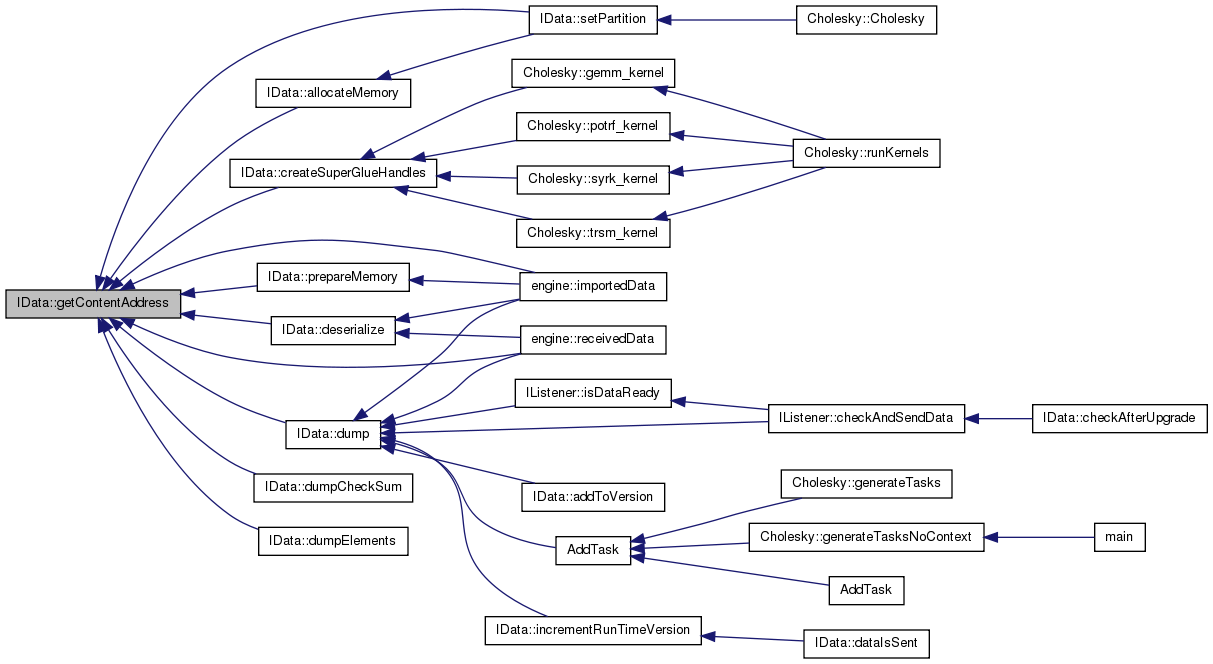 IData::setPartition
Cholesky::Cholesky
Cholesky::gemm_kernel
IData::allocateMemory
Cholesky::potrf_kernel
Cholesky::runKernels
IData::createSuperGlueHandles
Cholesky::syrk_kernel
Cholesky::trsm_kernel
IData::prepareMemory
engine::importedData
IData::getContentAddress
IData::deserialize
engine::receivedData
IListener::isDataReady
IListener::checkAndSendData
IData::checkAfterUpgrade
IData::dump
IData::dumpCheckSum
Cholesky::generateTasks
IData::addToVersion
IData::dumpElements
Cholesky::generateTasksNoContext
main
AddTask
AddTask
IData::incrementRunTimeVersion
IData::dataIsSent